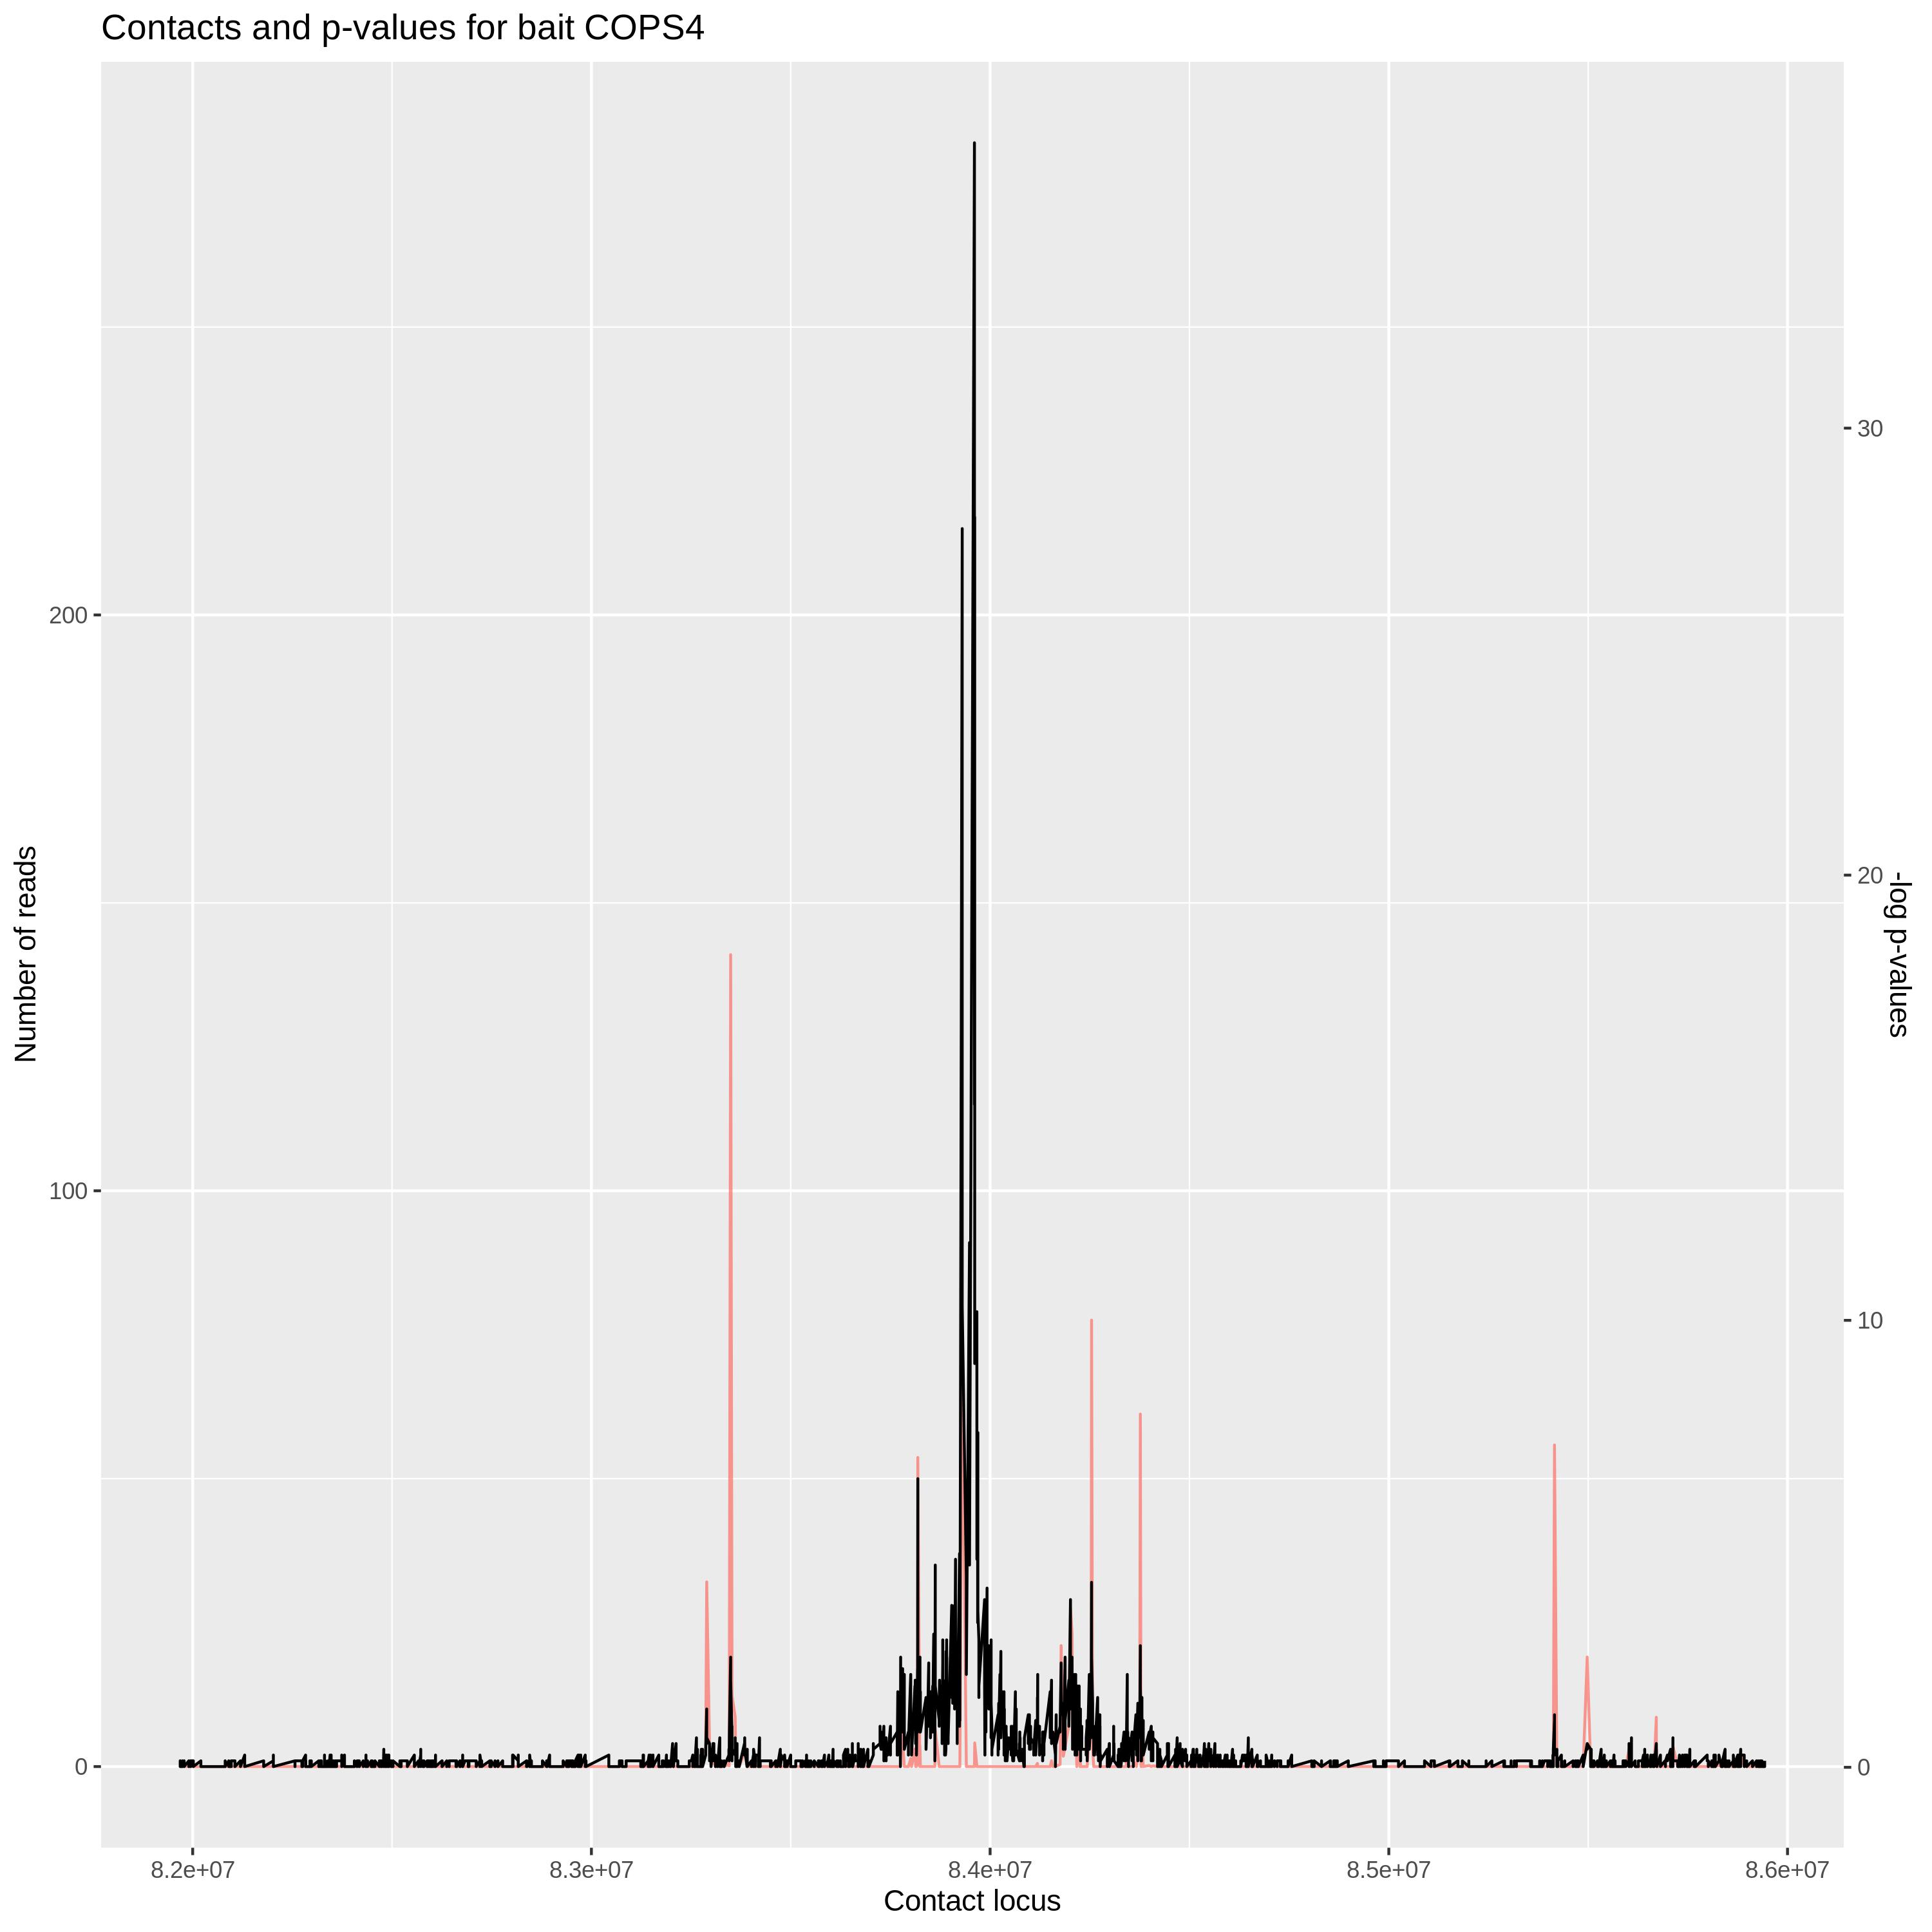 Contacts and p-values for bait COPS4
Number of reads
200
100
0
30
20
10
0
-log p-values
8.2e+07
8.3e+07
8.4e+07
8.5e+07
8.6e+07
Contact locus